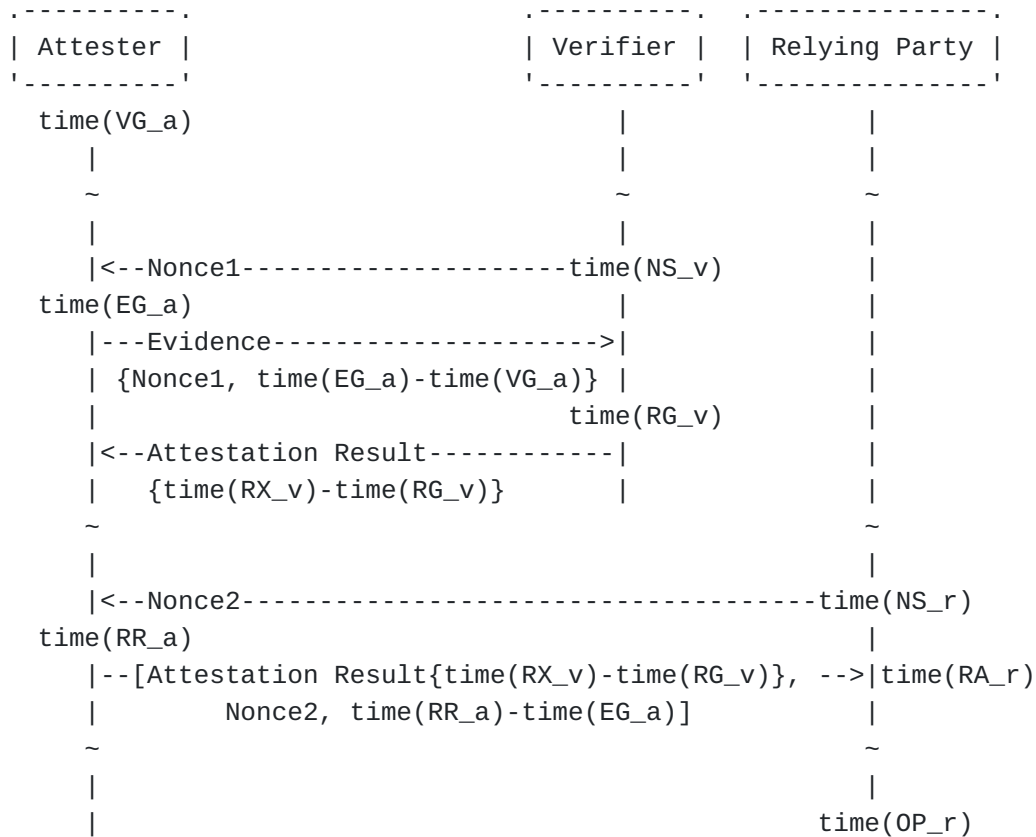 .----------.                      .----------.  .---------------.
| Attester |                      | Verifier |  | Relying Party |
'----------'                      '----------'  '---------------'
  time(VG_a)                            |               |
     |                                  |               |
     ~                                  ~               ~
     |                                  |               |
     |<--Nonce1---------------------time(NS_v)          |
  time(EG_a)                            |               |
     |---Evidence---------------------->|               |
     | {Nonce1, time(EG_a)-time(VG_a)} |               |
     |                              time(RG_v)          |
     |<--Attestation Result------------|               |
     |   {time(RX_v)-time(RG_v)}       |               |
     ~                                                  ~
     |                                                  |
     |<--Nonce2-------------------------------------time(NS_r)
  time(RR_a)                                            |
     |--[Attestation Result{time(RX_v)-time(RG_v)}, -->|time(RA_r)
     |        Nonce2, time(RR_a)-time(EG_a)]            |
     ~                                                  ~
     |                                                  |
     |                                              time(OP_r)